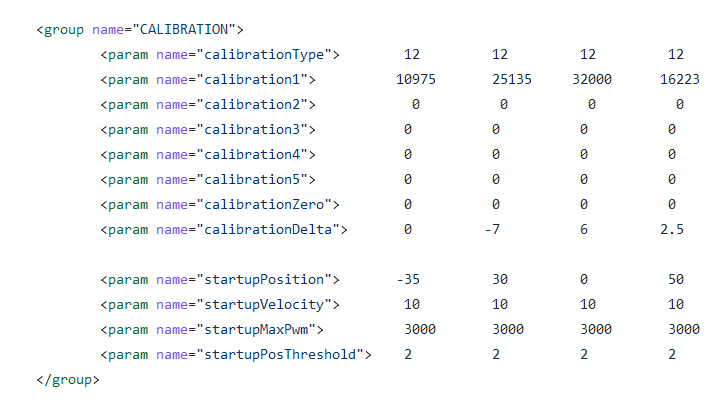 <group name="CALIBRATION">
<param name="calibrationType"> 12 12 12 12
<param name="calibration1"> 10975 25135 32000 16223
<param name="calibration2"> 0 0 0 0
<param name="calibration3"> 0 0 0 0
<param name="calibration4"> 0 0 0 0
<param name="calibration5"> 0 0 0 0
<param name="calibrationZero"> 0 0 0 0
<param name="calibrationDelta"> 0 -7 6 2.5
<param name="startupPosition"> -35 30 0 50
<param name="startupVelocity"> 10 10 10 10
<param name="startupMaxPwm"> 3000 3000 3000 3000
<param name="startupPosThreshold"> 2 2 2 2
</group>